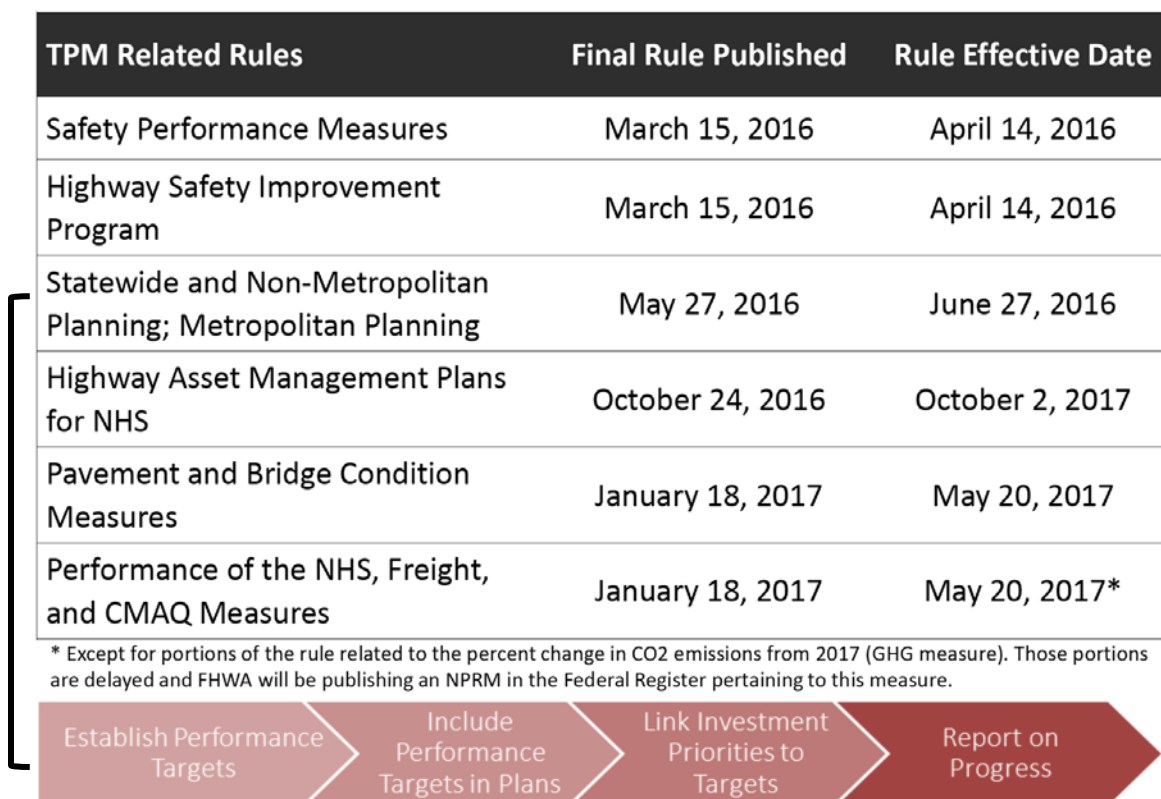 TPM Related Rules Final Rule Published Rule Effective Date
Safety Performance Measures March 15, 2016 April 14, 2016
Highway Safety Improvement
Program March 15, 2016 April 14, 2016
Statewide and Non-Metropolitan
Planning; Metropolitan Planning May 27, 2016 June 27, 2016
Highway Asset Management Plans
for NHS October 24, 2016 October 2, 2017
Pavement and Bridge Condition
Measures January 18, 2017 May 20, 2017
Performance of the NHS, Freight,
and CMAQ Measures January 18, 2017 May 20, 2017*
* Except for portions of the rule related to the percent change in CO2 emissions from 2017 (GHG measure). Those portions
are delayed and FHWA will be publishing an NPRM in the Federal Register pertaining to this measure.
Establish Performance
Targets
Include
Performance
Targets in Plans
Link Investment
Priorities to
Targets
Report on
Progress